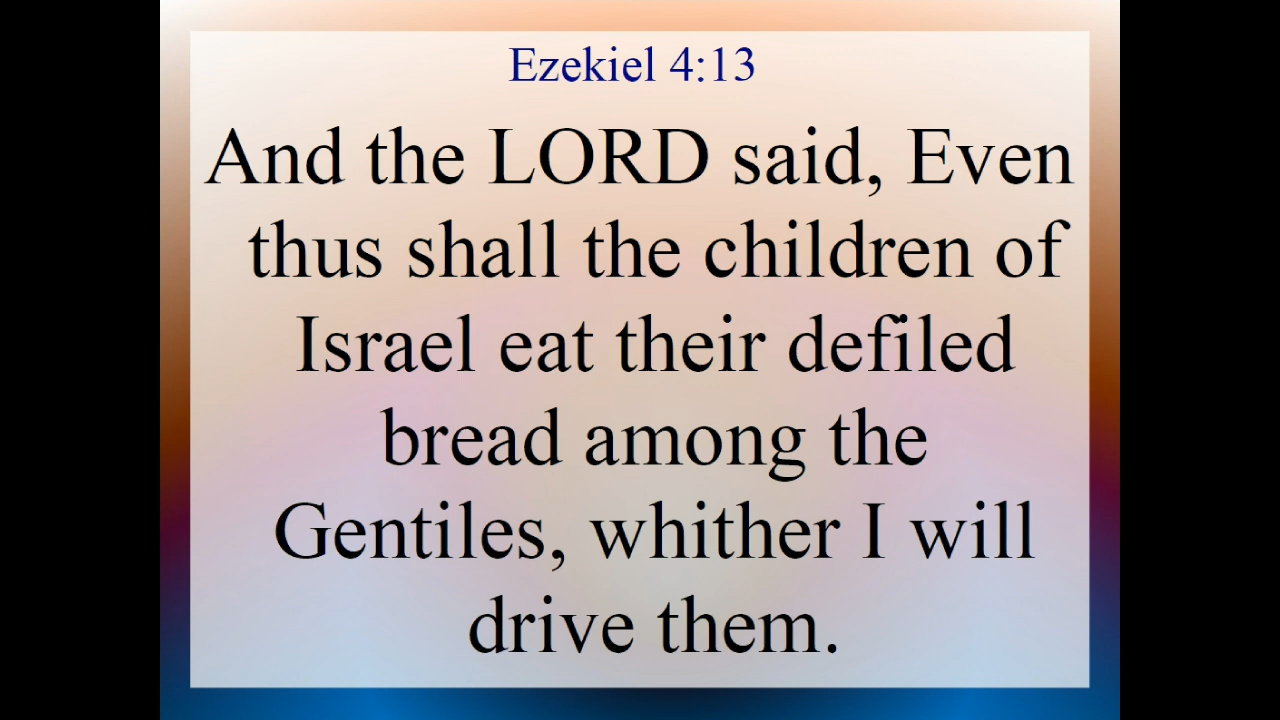 Ezekiel 4:13
And the LORD said, Even
thus shall the children of
Israel eat their defiled
bread among the
Gentiles, whither I will
drive them.